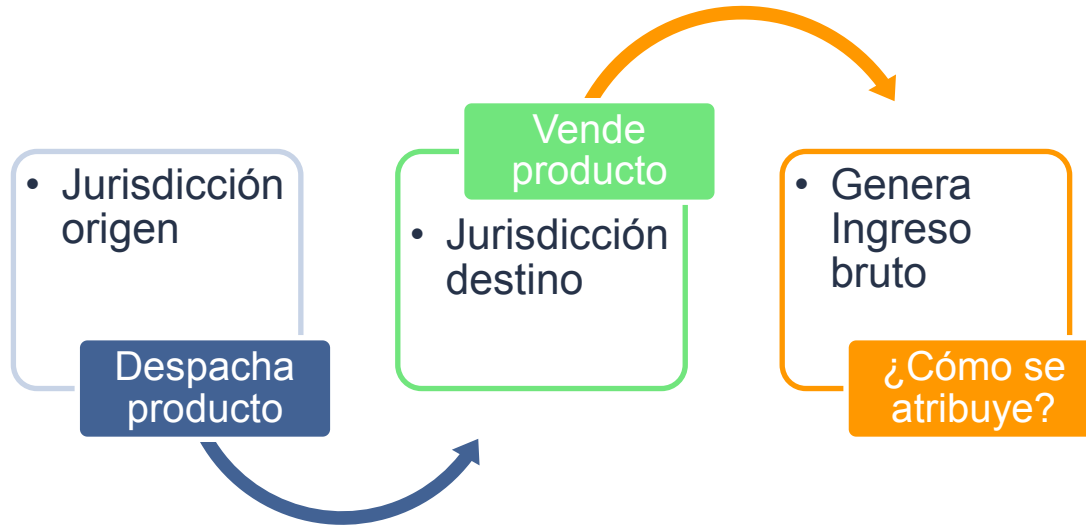 • Jurisdicción
origen
Despacha
producto
Vende
producto
• Jurisdicción
destino
• Genera
Ingreso
bruto
¿Cómo se
atribuye?